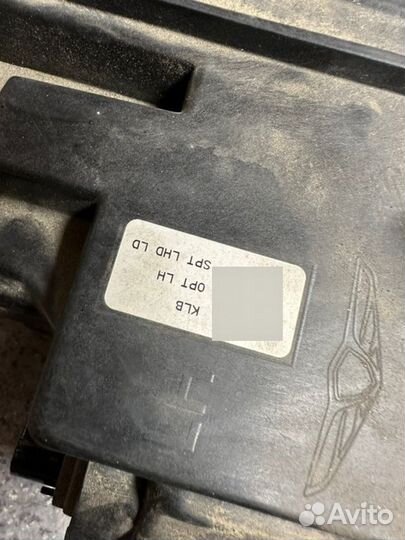 KLB
OPT LH
SPT LHD LD
Avito